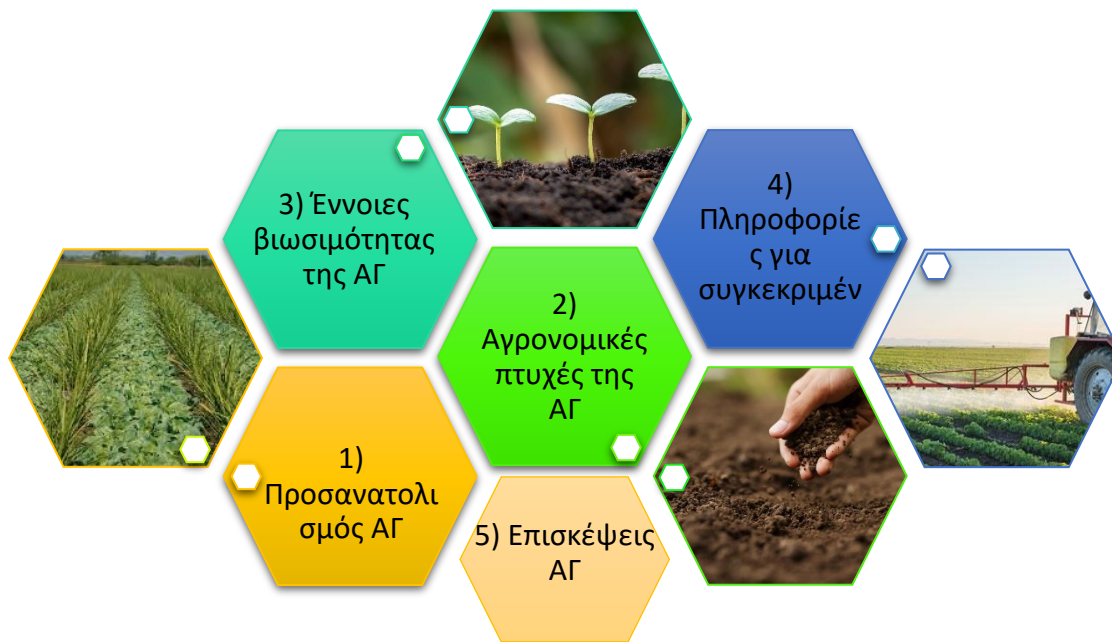 3) Έννοιες
βιωσιμότητας
της ΑΓ
4)
Πληροφορίε
ς για
συγκεκριμέν
2)
Αγρονομικές
πτυχές της
ΑΓ
1)
Προσανατολι
σμός ΑΓ
5) Επισκέψεις
ΑΓ